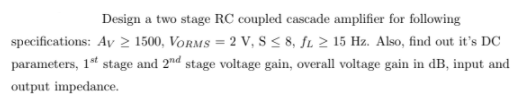 Design a two stage RC coupled cascade amplifier for following
specifications: A_V ≥ 1500, V_ORMS = 2 V, S ≤ 8, f_L ≥ 15 Hz. Also, find out it's DC
parameters, 1^st stage and 2^nd stage voltage gain, overall voltage gain in dB, input and
output impedance.